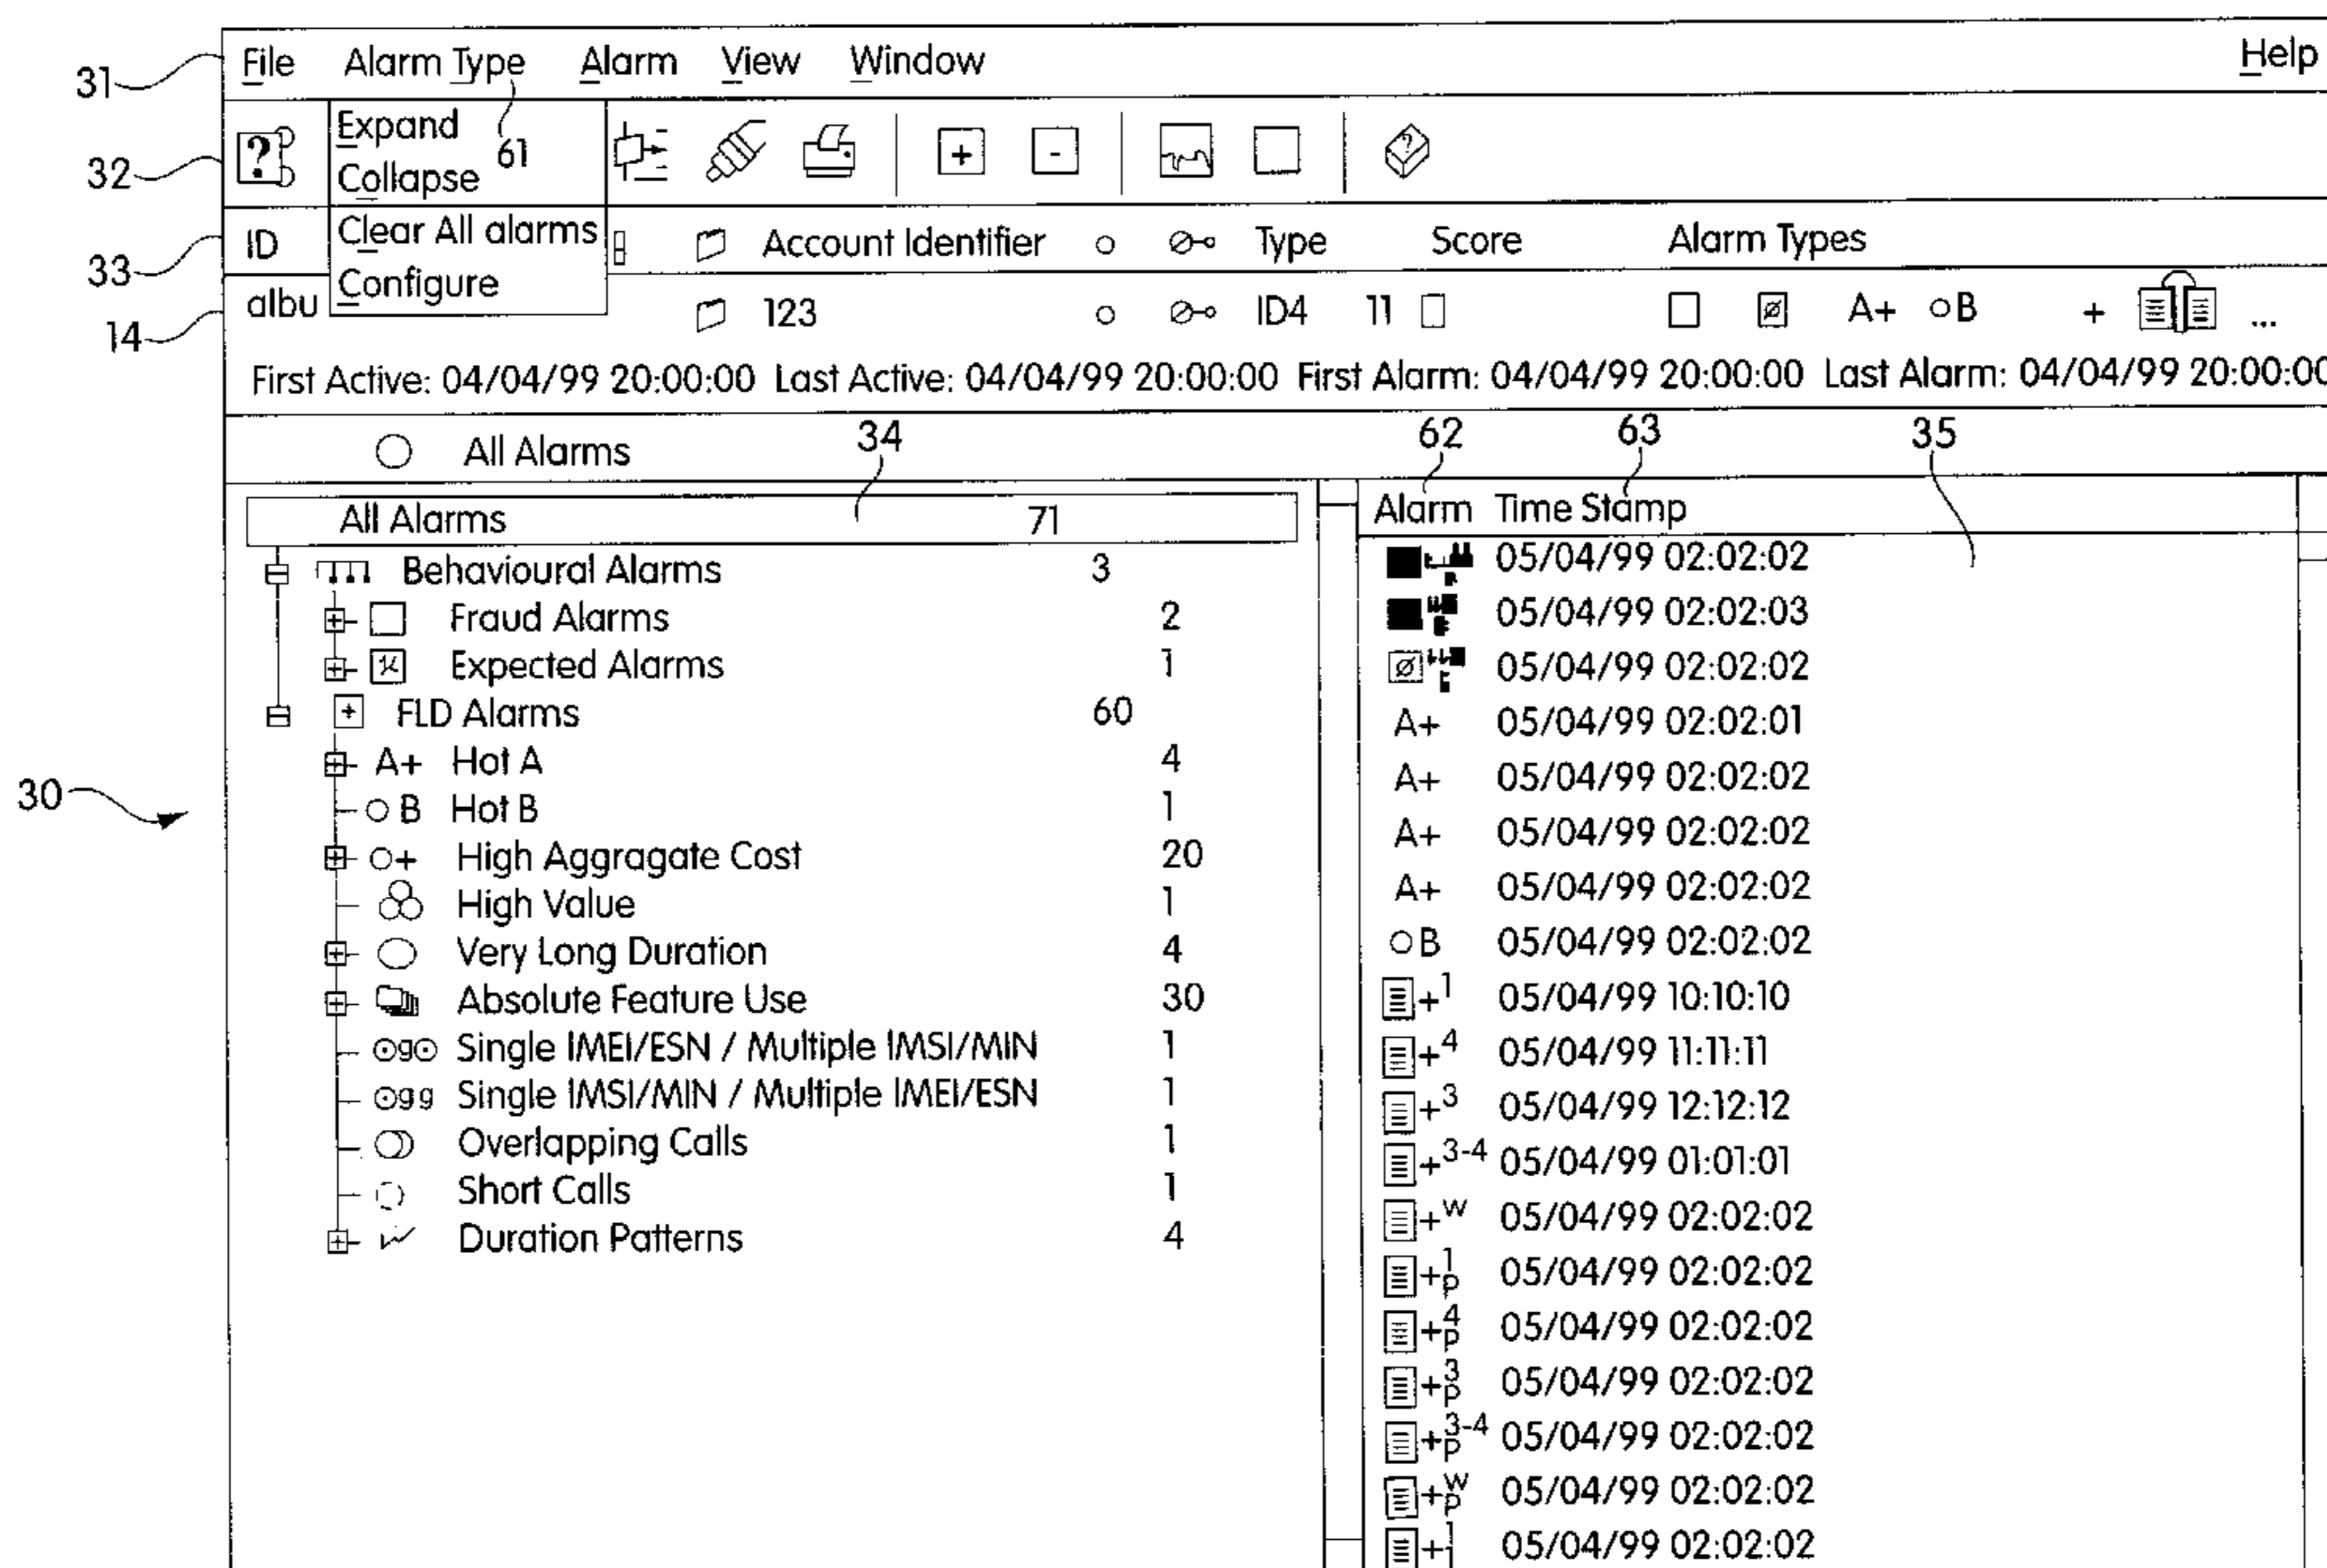 File Alarm Type Alarm View Window Help
31
Expand
61
Collapse
32
? + - ?
Clear All alarms
Configure
33
ID Account Identifier Type Score Alarm Types
14
albu 123 ID4 11 A+ B + ...
First Active: 04/04/99 20:00:00 Last Active: 04/04/99 20:00:00 First Alarm: 04/04/99 20:00:00 Last Alarm: 04/04/99 20:00:00
All Alarms
34 62 63 35
30
All Alarms 71
Behavioural Alarms 3
Fraud Alarms 2
Expected Alarms 1
FLD Alarms 60
A+ Hot A 4
B Hot B 1
High Aggragate Cost 20
High Value 1
Very Long Duration 4
Absolute Feature Use 30
Single IMEI/ESN / Multiple IMSI/MIN 1
Single IMSI/MIN / Multiple IMEI/ESN 1
Overlapping Calls 1
Short Calls 1
Duration Patterns 4
Alarm Time Stamp
05/04/99 02:02:02
05/04/99 02:02:03
05/04/99 02:02:02
A+ 05/04/99 02:02:01
A+ 05/04/99 02:02:02
A+ 05/04/99 02:02:02
A+ 05/04/99 02:02:02
B 05/04/99 02:02:02
+1 05/04/99 10:10:10
+4 05/04/99 11:11:11
+3 05/04/99 12:12:12
+3-4 05/04/99 01:01:01
+w 05/04/99 02:02:02
+1 p 05/04/99 02:02:02
+4 p 05/04/99 02:02:02
+3 p 05/04/99 02:02:02
+3-4 p 05/04/99 02:02:02
+w p 05/04/99 02:02:02
+1 05/04/99 02:02:02